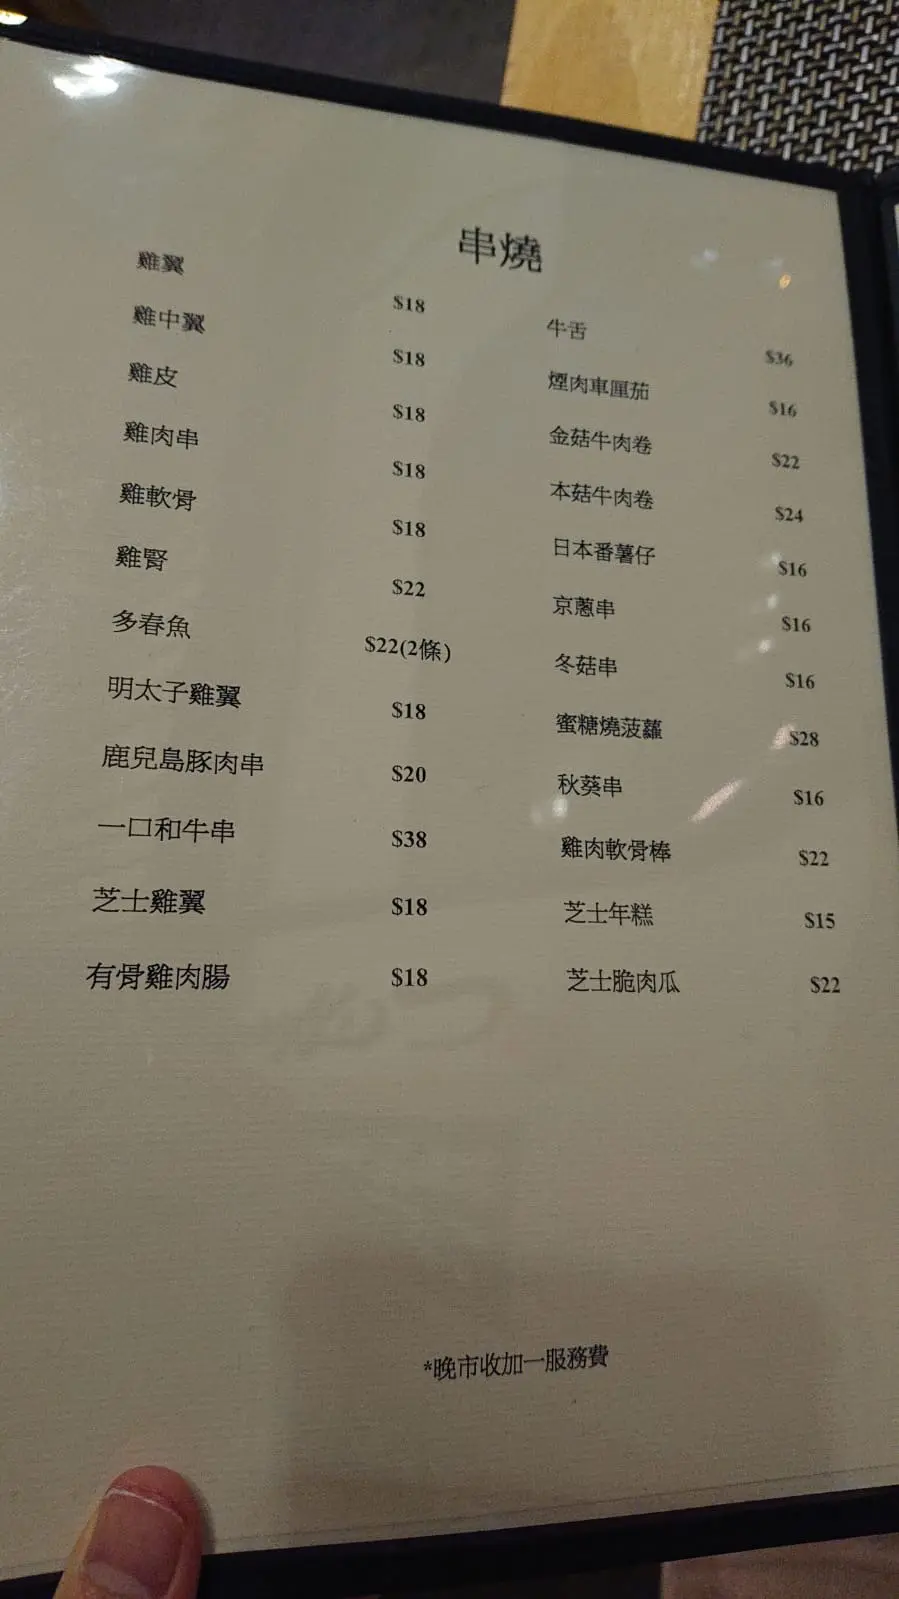 串燒
雞翼 $18
雞中翼 $18
雞皮 $18
雞肉串 $18
雞軟骨 $18
雞腎 $22
多春魚 $22(2條)
明太子雞翼 $18
鹿兒島豚肉串 $20
一口和牛串 $38
芝士雞翼 $18
有骨雞肉腸 $18
牛舌 $36
煙肉車厘茄 $16
金菇牛肉卷 $22
本菇牛肉卷 $24
日本番薯仔 $16
京蔥串 $16
冬菇串 $16
蜜糖燒菠蘿 $28
秋葵串 $16
雞肉軟骨棒 $22
芝士年糕 $15
芝士脆肉瓜 $22
*晚市收加一服務費